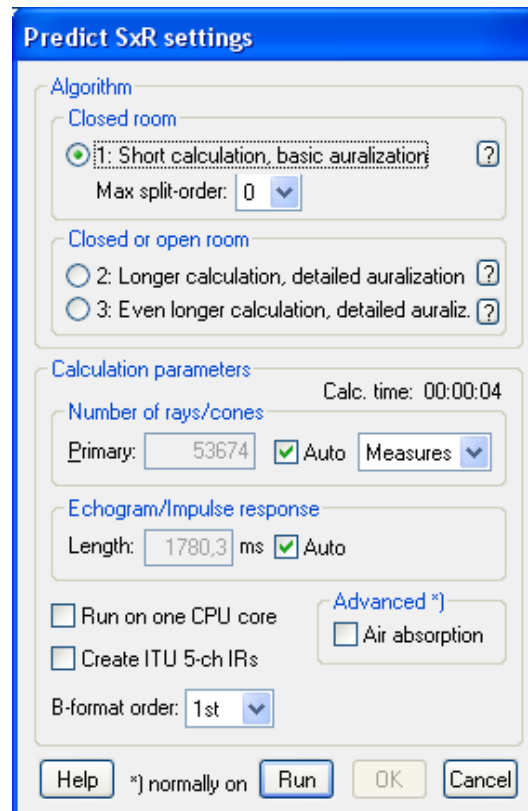 Predict SxR settings
Algorithm
Closed room
1: Short calculation, basic auralization ?
Max split-order: 0
Closed or open room
2: Longer calculation, detailed auralization ?
3: Even longer calculation, detailed auraliz. ?
Calculation parameters
Calc. time: 00:00:04
Number of rays/cones
Primary: 53674 Auto Measures
Echogram/Impulse response
Length: 1780,3 ms Auto
Advanced *)
Run on one CPU core
Air absorption
Create ITU 5-ch IRs
B-format order: 1st
Help *) normally on Run OK Cancel